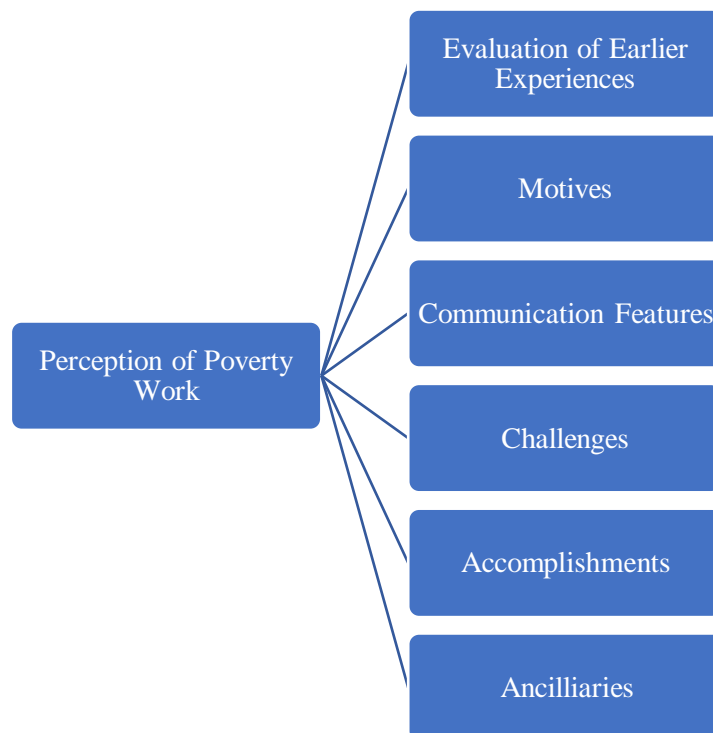 Evaluation of Earlier
Experiences
Motives
Communication Features
Perception of Poverty
Work
Challenges
Accomplishments
Ancilliaries